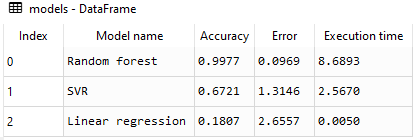 models - DataFrame
Index Model name Accuracy Error Execution time
0 Random forest 0.9977 0.0969 8.6893
1 SVR 0.6721 1.3146 2.5670
2 Linear regression 0.1807 2.6557 0.0050